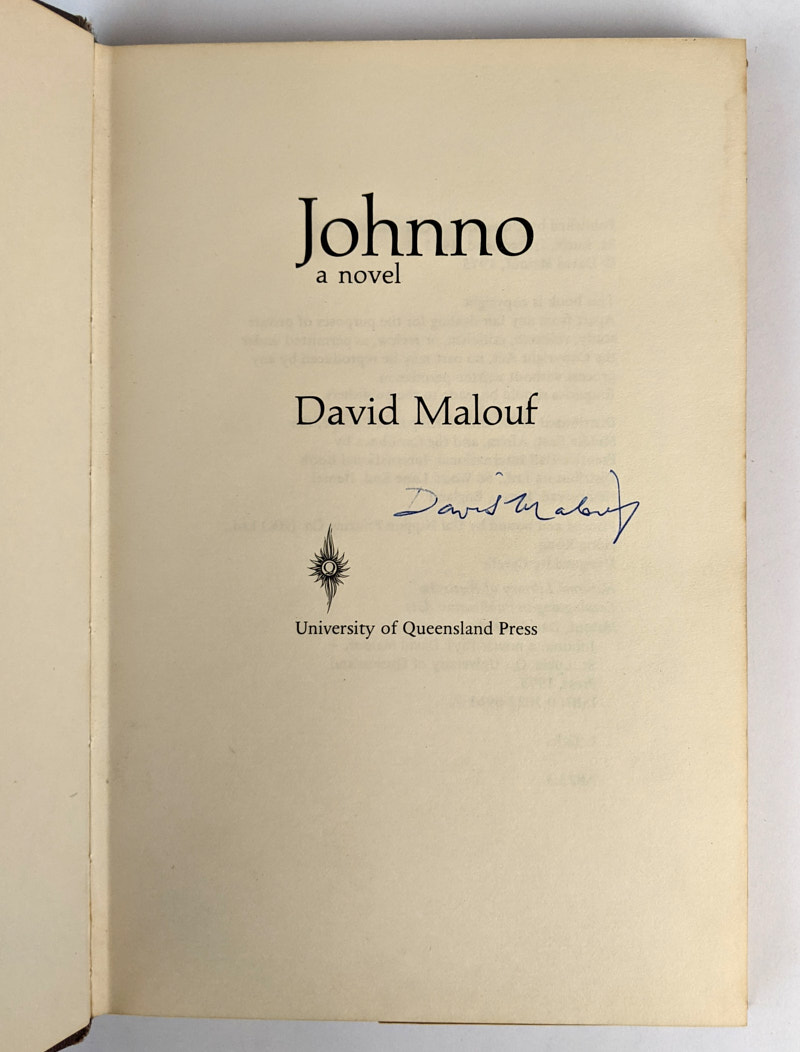 Johnno
a novel
David Malouf
David Malouf
University of Queensland Press